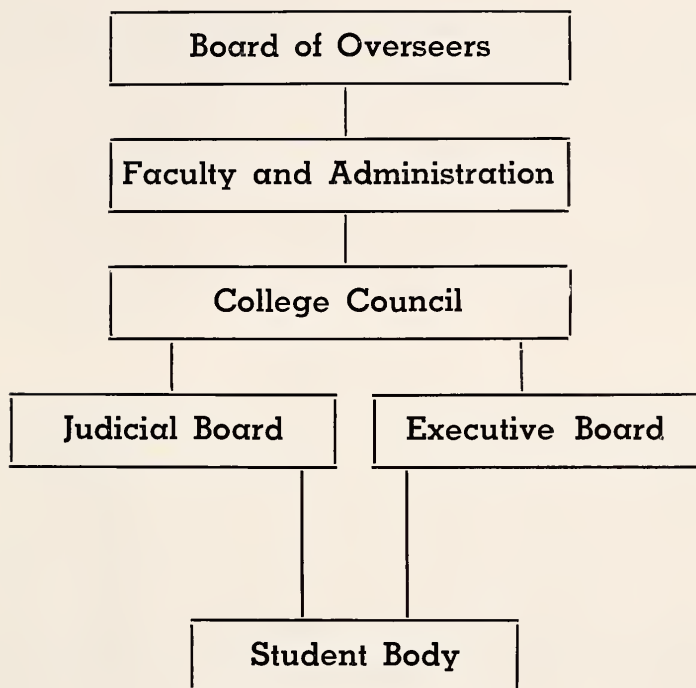 Board of Overseers
Faculty and Administration
College Council
Judicial Board
Executive Board
Student Body